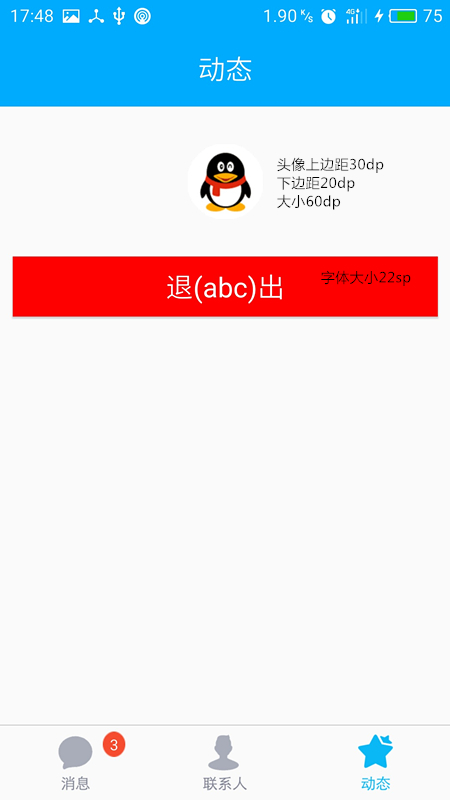 17:48 1.90 K/s 4G 75
动态
头像上边距30dp
下边距20dp
大小60dp
退(abc)出
字体大小22sp
3
消息 联系人 动态